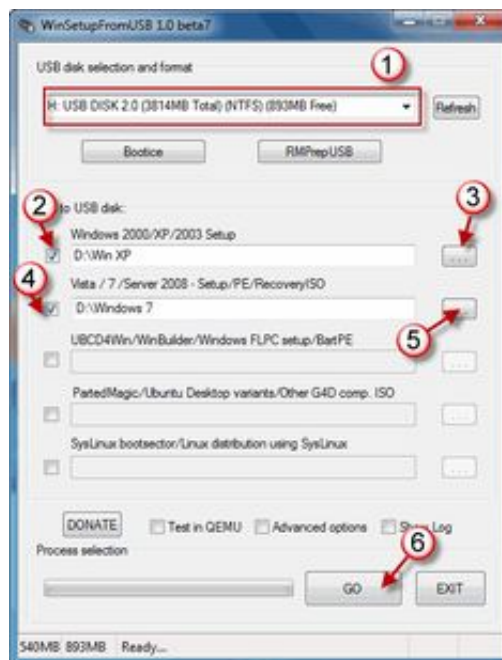 WinSetupFromUSB 1.0 beta7
USB disk selection and format
1
H: USB DISK 2.0 (3814MB Total) (NTFS) (893MB Free)
Refresh
Bootice
RMPrepUSB
2
to USB disk:
3
Windows 2000/XP/2003 Setup
D:\Win XP
...
4
Vista / 7 /Server 2008 - Setup/PE/RecoveryISO
D:\Windows 7
...
5
UBCD4Win/WinBuilder/Windows FLPC setup/BartPE
...
PartedMagic/Ubuntu Desktop variants/Other G4D comp. ISO
...
SysLinux bootsector/Linux distribution using SysLinux
...
DONATE
Test in QEMU
Advanced options
Show Log
6
Process selection
GO
EXIT
540MB 893MB Ready...